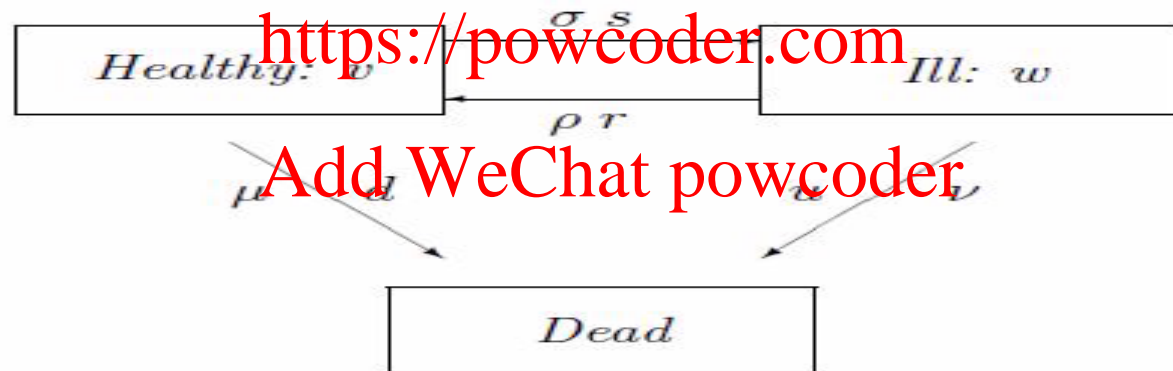 σ s
https://powcoder.com
Healthy: v
Ill: w
ρ r
Add WeChat powcoder
μ d u ν
Dead